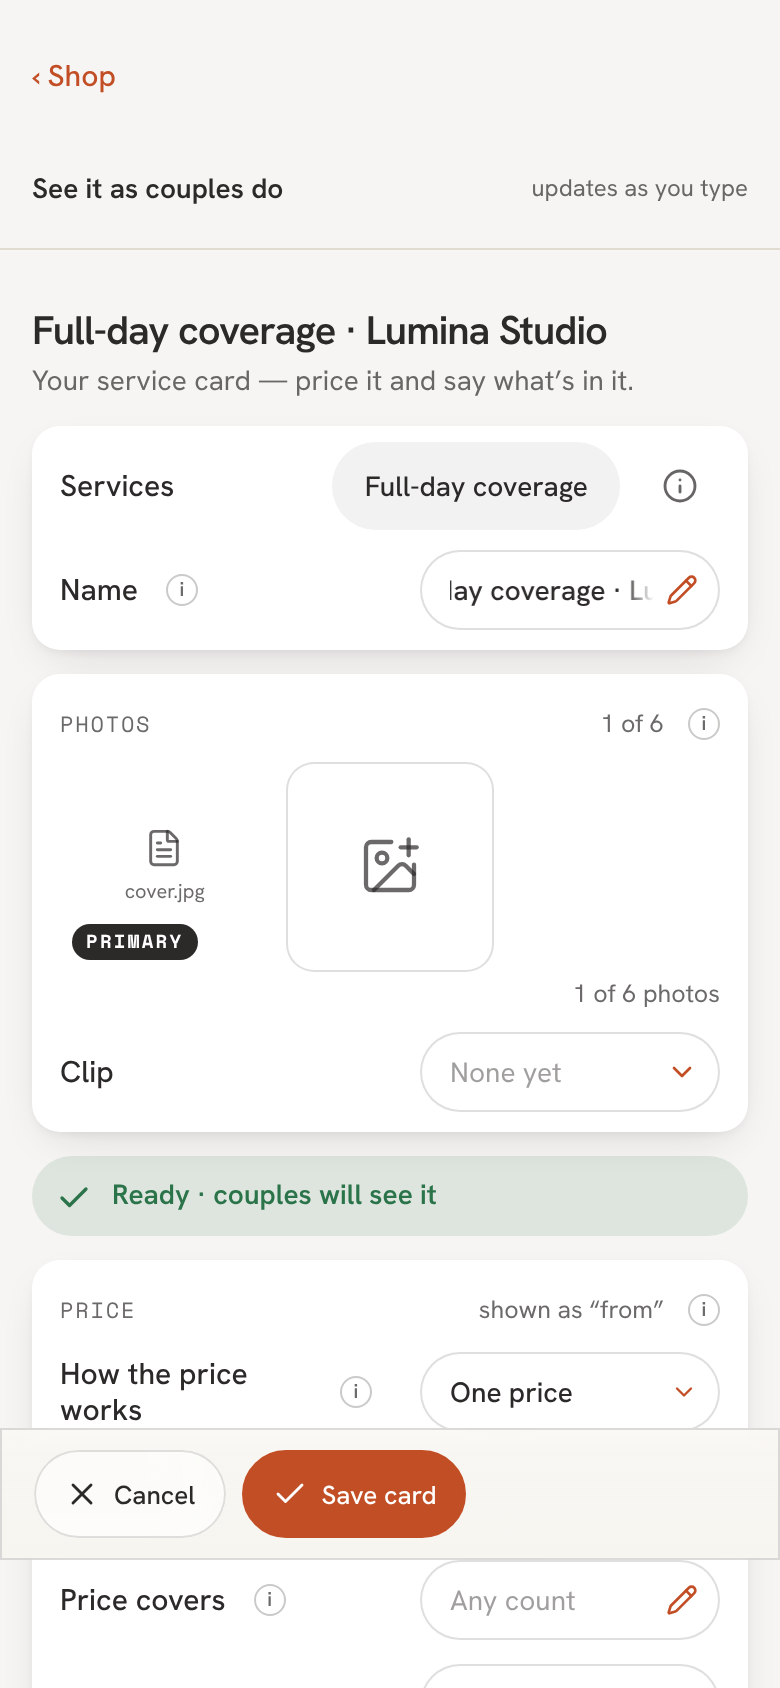 ‹ Shop
See it as couples do
updates as you type
Full-day coverage · Lumina Studio
Your service card — price it and say what’s in it.
Services
Full-day coverage
Name
lay coverage · Lu
PHOTOS
1 of 6
cover.jpg
PRIMARY
1 of 6 photos
Clip
None yet
Ready · couples will see it
PRICE
shown as “from”
How the price
works
One price
Cancel
Save card
Price covers
Any count